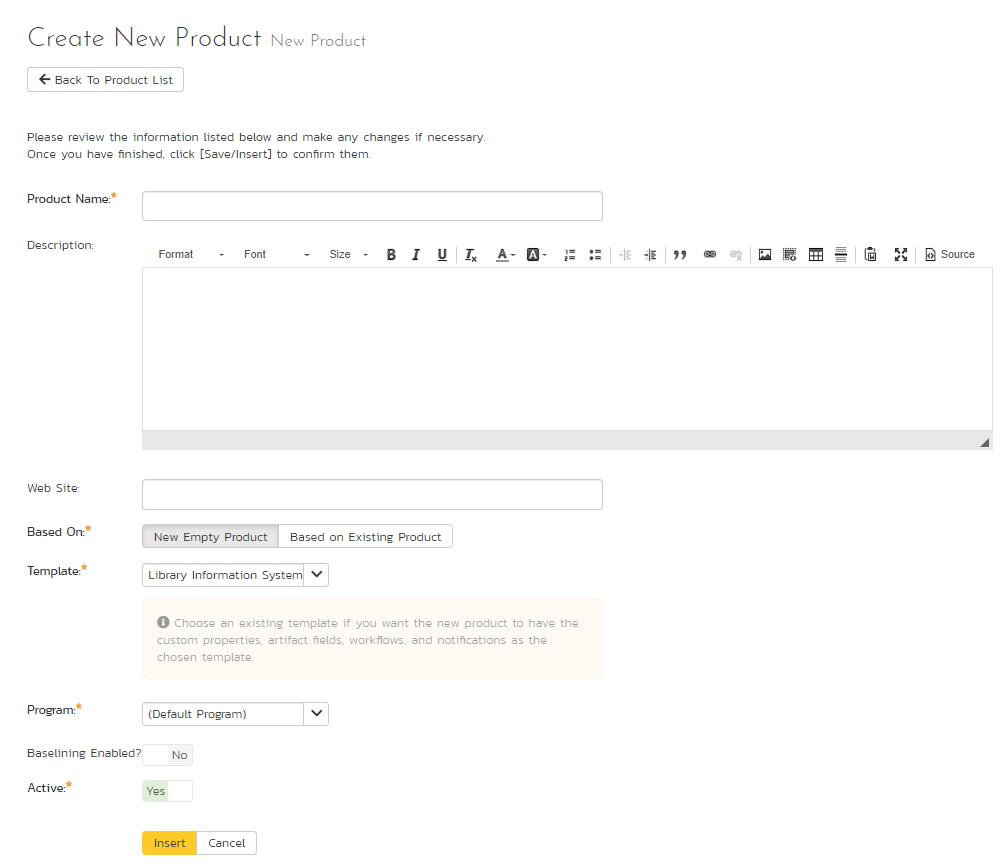 Create New Product New Product
Back To Product List
Please review the information listed below and make any changes if necessary.
Once you have finished, click [Save/Insert] to confirm them.
Product Name:*
Description:
Format Font Size B I U Ix A A Source
Web Site:
Based On:* New Empty Product Based on Existing Product
Template:* Library Information System
Choose an existing template if you want the new product to have the
custom properties, artifact fields, workflows, and notifications as the
chosen template.
Program:* (Default Program)
Baselining Enabled? No
Active:* Yes
Insert Cancel